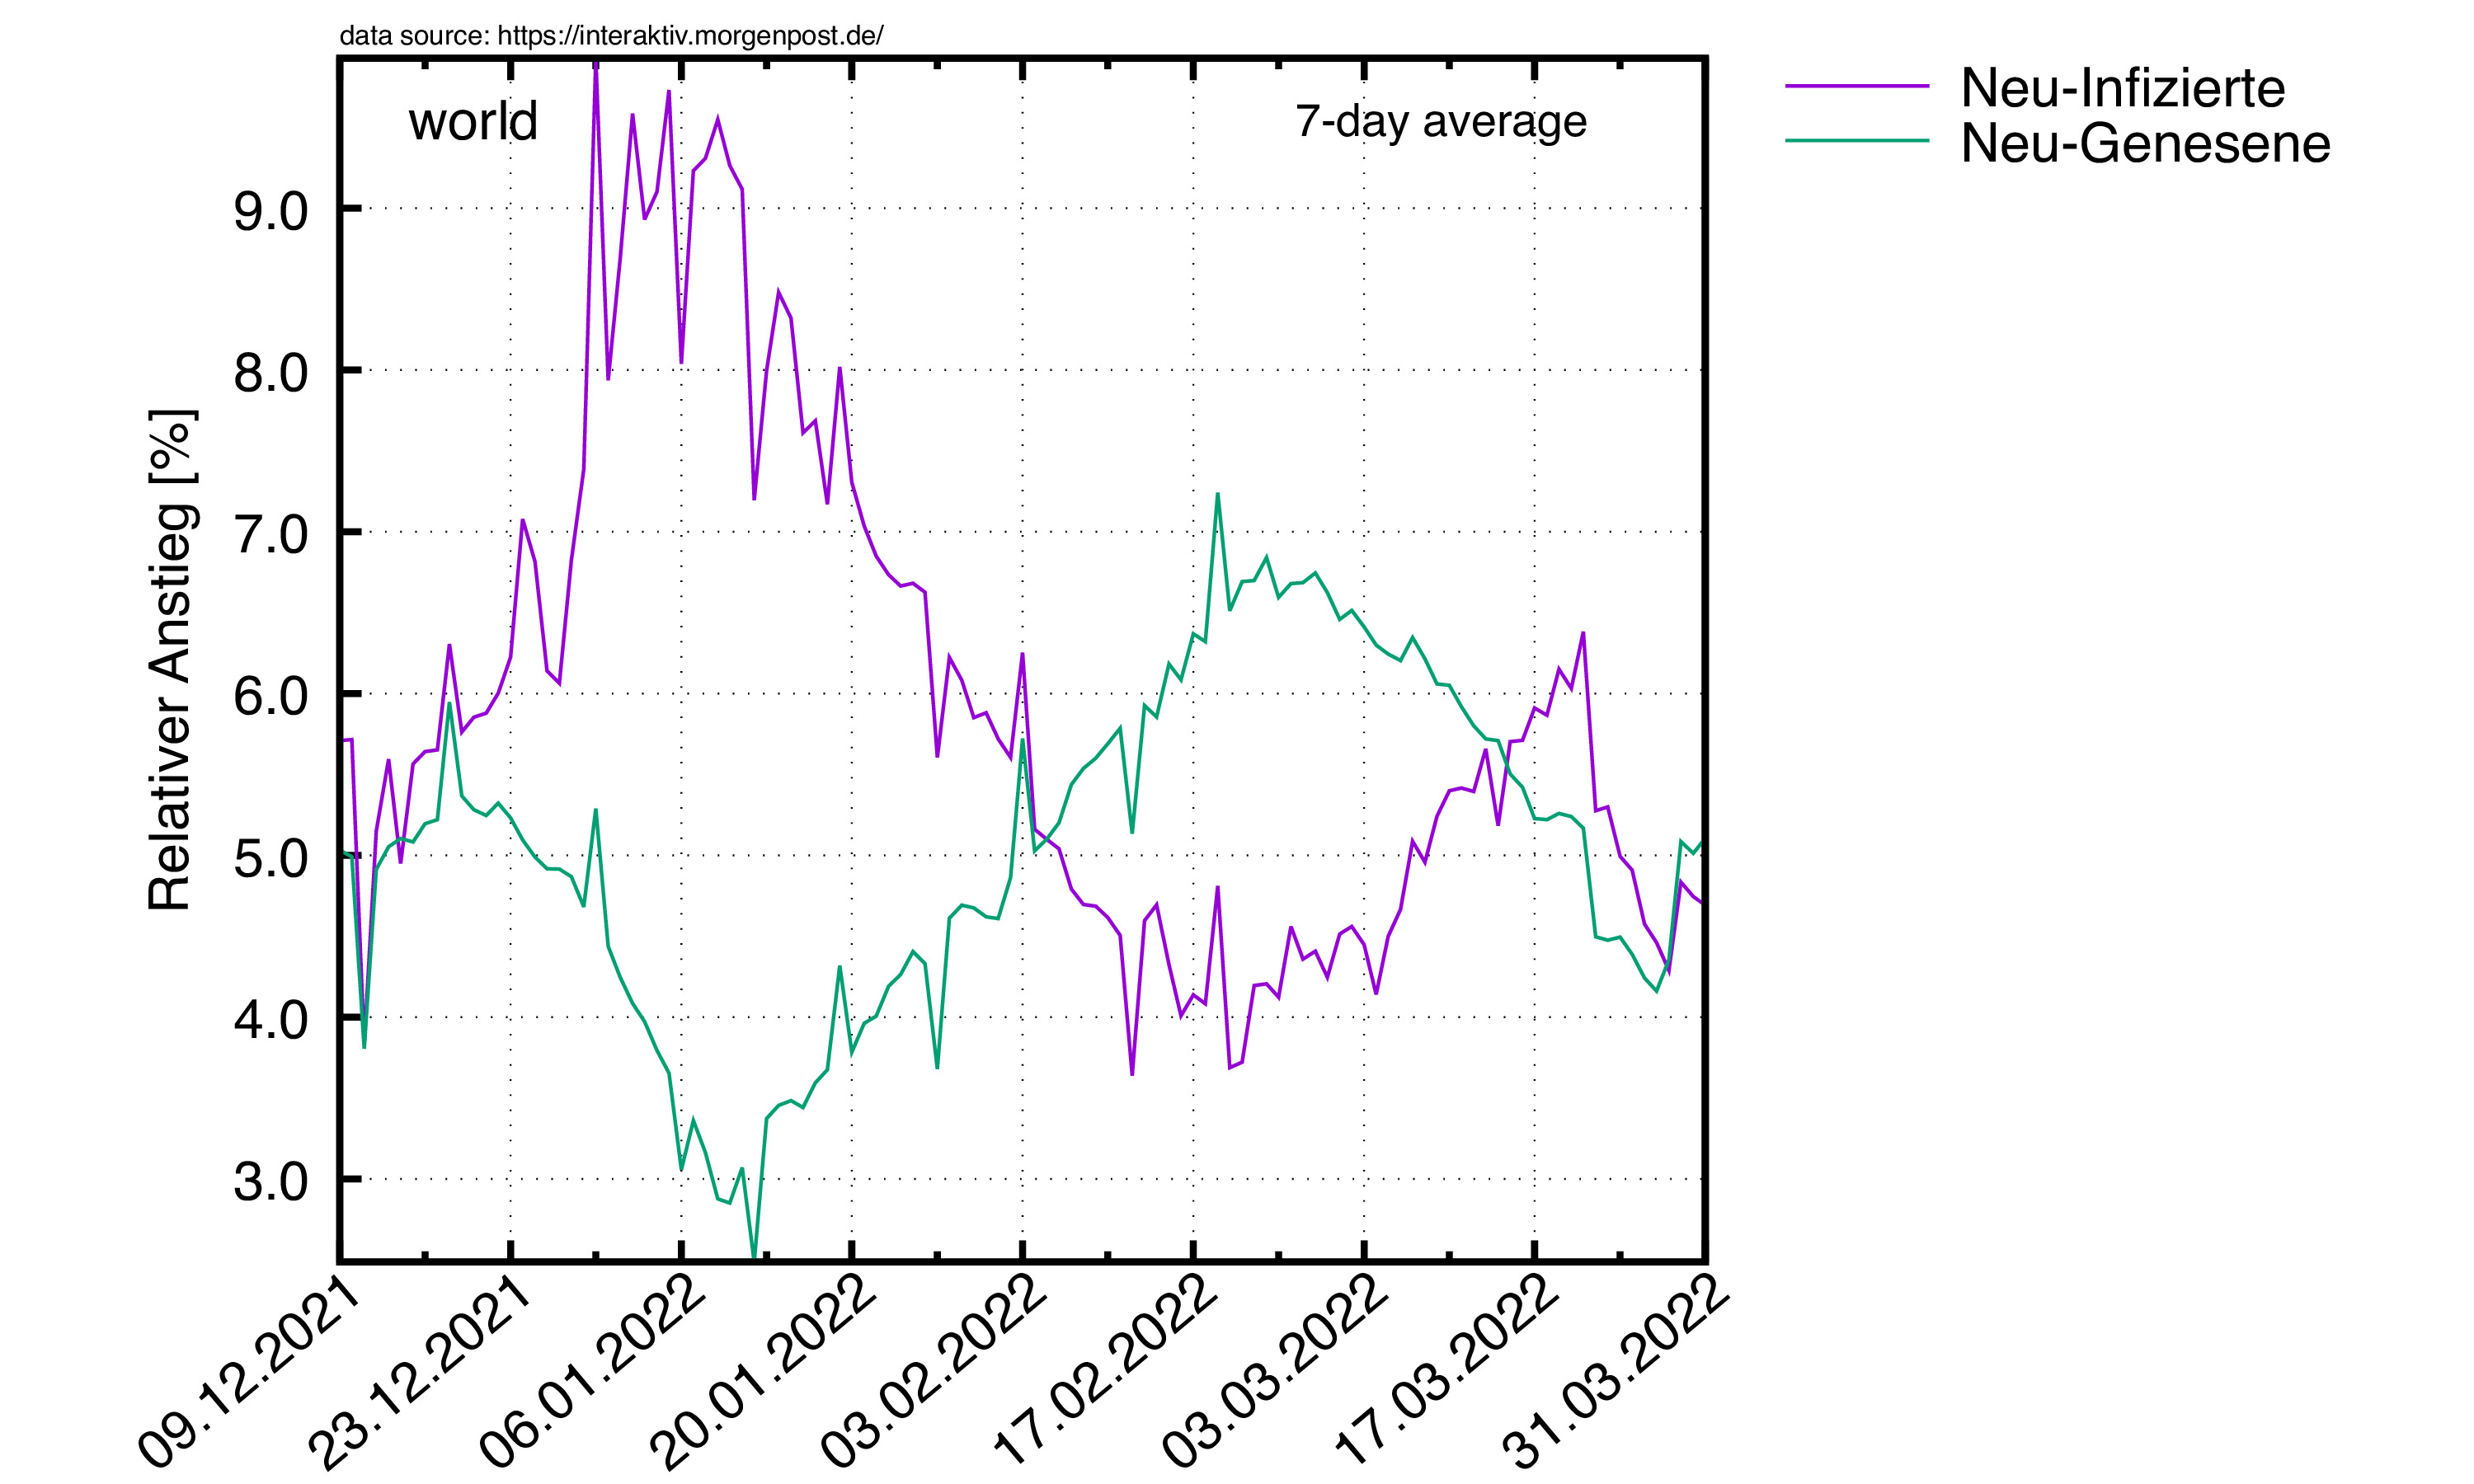 data source: https://interaktiv.morgenpost.de/
world
7-day average
Neu-Infizierte
Neu-Genesene
Relativer Anstieg [%]
9.0
8.0
7.0
6.0
5.0
4.0
3.0
09.12.2021
23.12.2021
06.01.2022
20.01.2022
03.02.2022
17.02.2022
03.03.2022
17.03.2022
31.03.2022